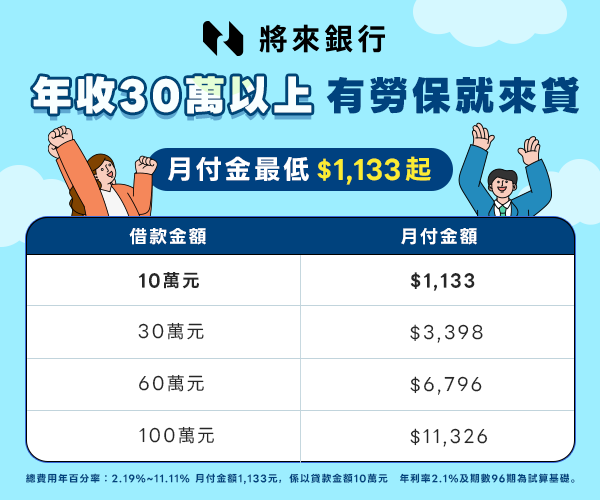 將來銀行
年收30萬以上 有勞保就來貸
月付金最低 $1,133 起
借款金額 月付金額
10萬元 $1,133
30萬元 $3,398
60萬元 $6,796
100萬元 $11,326
總費用年百分率：2.19%~11.11% 月付金額1,133元，係以貸款金額10萬元 年利率2.1%及期數96期為試算基礎。